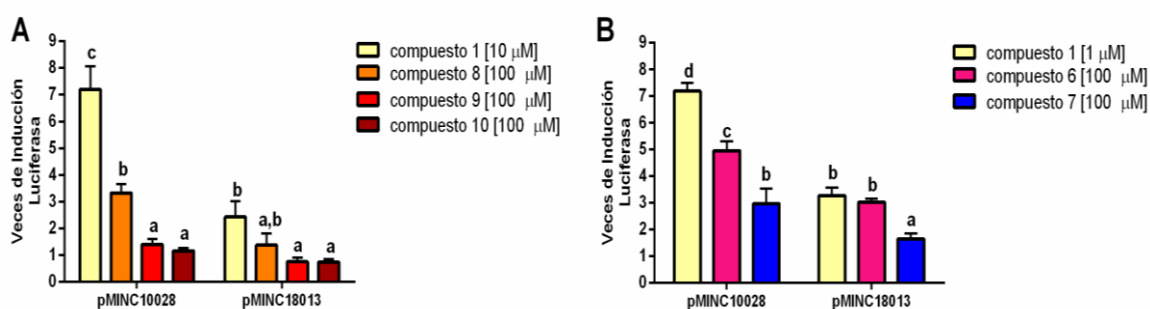 A
Veces de Inducción
Luciferasa
9
8
7
6
5
4
3
2
1
0
c
b
a
a
b
a,b
a
a
pMINC10028
pMINC18013
compuesto 1 [10 μM]
compuesto 8 [100 μM]
compuesto 9 [100 μM]
compuesto 10 [100 μM]
B
Veces de Inducción
Luciferasa
9
8
7
6
5
4
3
2
1
0
d
c
b
b
b
a
pMINC10028
pMINC18013
compuesto 1 [1 μM]
compuesto 6 [100 μM]
compuesto 7 [100 μM]